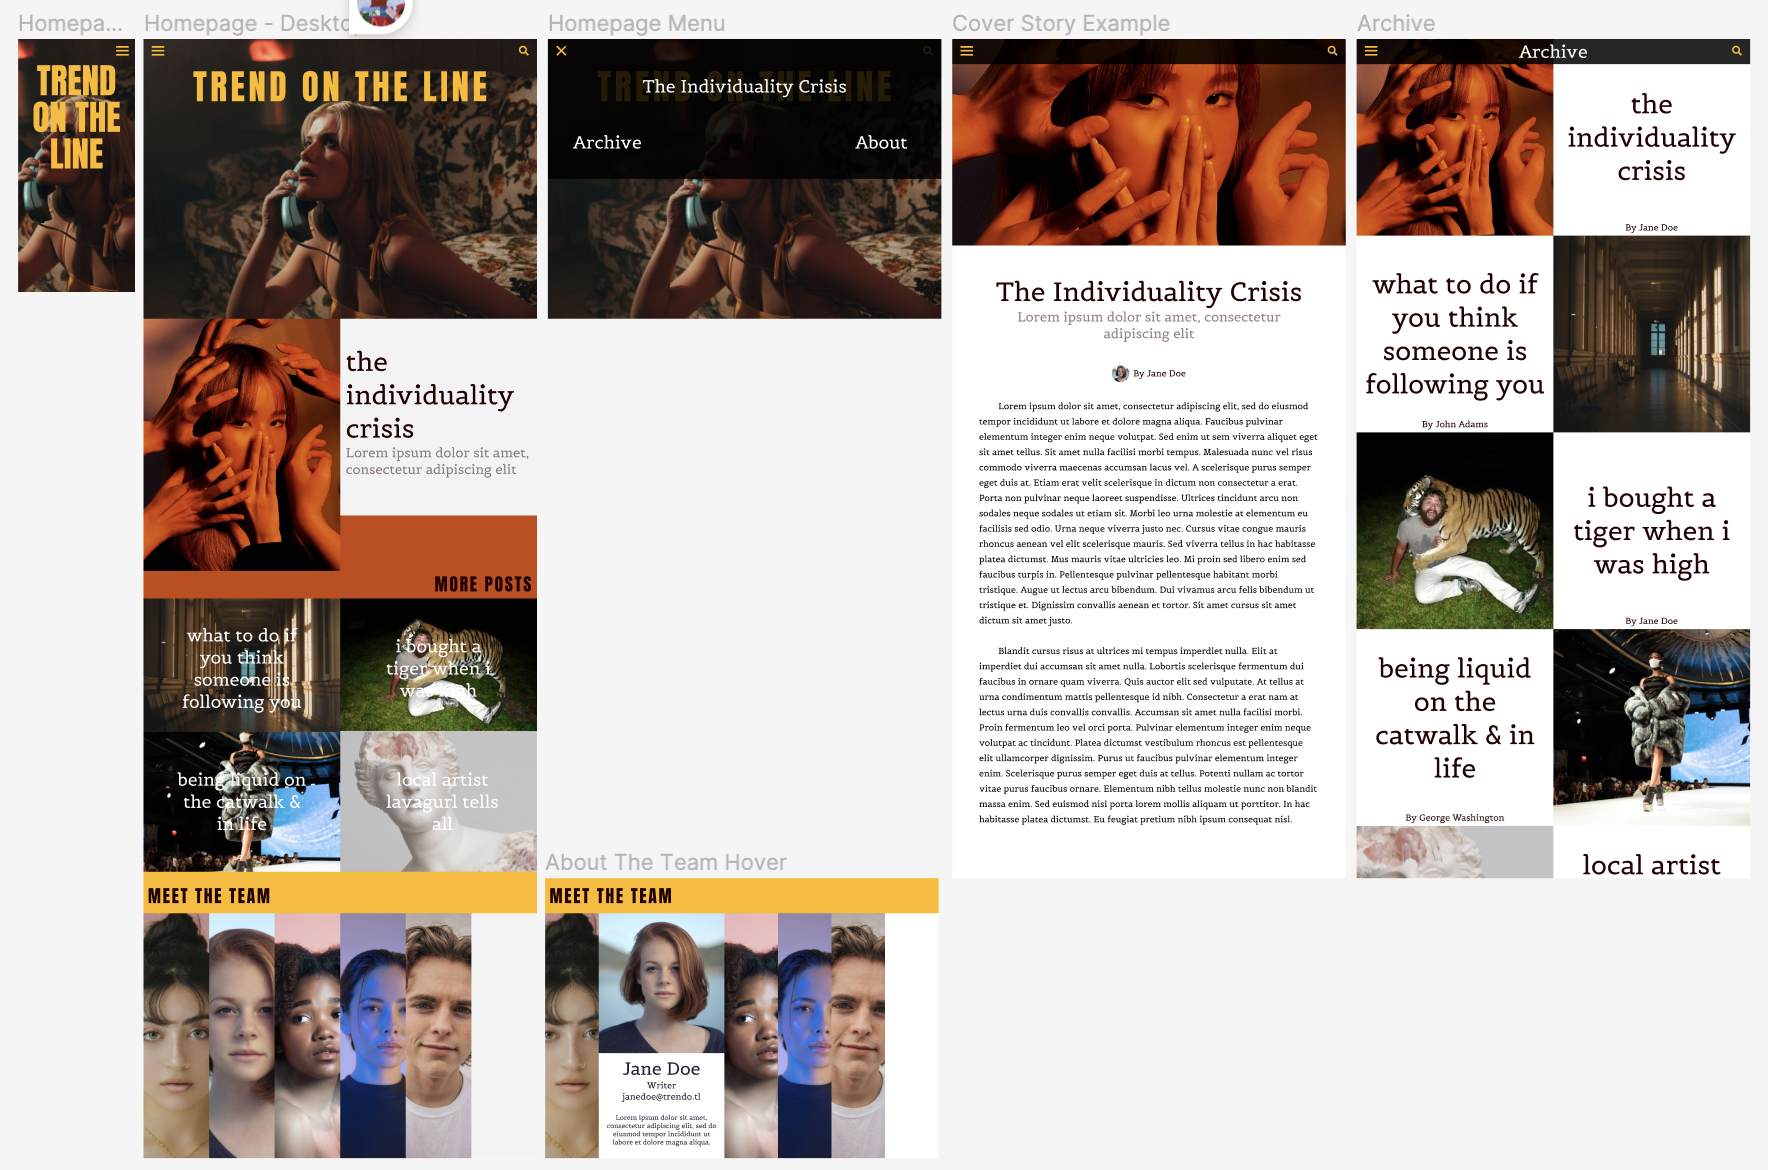 Homepa...
TREND
ON THE
LINE
Homepage - Deskto
TREND ON THE LINE
the
individuality
crisis
Lorem ipsum dolor sit amet,
consectetur adipiscing elit
MORE POSTS
what to do if
you think
someone is
following you
i bought a
tiger when i
was high
being liquid on
the catwalk &
in life
local artist
lavagurl tells
all
MEET THE TEAM
Homepage Menu
TREND ON THE LINE
The Individuality Crisis
Archive
About
About The Team Hover
MEET THE TEAM
Jane Doe
Writer
janedoe@trendo.tl
Lorem ipsum dolor sit amet,
consectetur adipiscing elit, sed do
eiusmod tempor incididunt ut
labore et dolore magna aliqua.
Cover Story Example
The Individuality Crisis
Lorem ipsum dolor sit amet, consectetur
adipiscing elit
By Jane Doe
Lorem ipsum dolor sit amet, consectetur adipiscing elit, sed do eiusmod
tempor incididunt ut labore et dolore magna aliqua. Faucibus pulvinar
elementum integer enim neque volutpat. Sed enim ut sem viverra aliquet eget
sit amet tellus. Sit amet nulla facilisi morbi tempus. Malesuada nunc vel risus
commodo viverra maecenas accumsan lacus vel. A scelerisque purus semper
eget duis at. Etiam erat velit scelerisque in dictum non consectetur a erat.
Porta non pulvinar neque laoreet suspendisse. Ultrices tincidunt arcu non
sodales neque sodales ut etiam sit. Morbi leo urna molestie at elementum eu
facilisis sed odio. Urna neque viverra justo nec. Cursus vitae congue mauris
rhoncus aenean vel elit scelerisque mauris. Sed viverra tellus in hac habitasse
platea dictumst. Mus mauris vitae ultricies leo. Mi proin sed libero enim sed
faucibus turpis in. Pellentesque pulvinar pellentesque habitant morbi
tristique. Augue ut lectus arcu bibendum. Dui vivamus arcu felis bibendum ut
tristique et. Dignissim convallis aenean et tortor. Sit amet cursus sit amet
dictum sit amet justo.
Blandit cursus risus at ultrices mi tempus imperdiet nulla. Elit at
imperdiet dui accumsan sit amet nulla. Lobortis scelerisque fermentum dui
faucibus in ornare quam viverra. Quis auctor elit sed vulputate. At tellus at
urna condimentum mattis pellentesque id nibh. Consectetur a erat nam at
lectus urna duis convallis convallis. Accumsan sit amet nulla facilisi morbi.
Proin fermentum leo vel orci porta. Pulvinar elementum integer enim neque
volutpat ac tincidunt. Platea dictumst vestibulum rhoncus est pellentesque
elit ullamcorper dignissim. Purus ut faucibus pulvinar elementum integer
enim. Scelerisque purus semper eget duis at tellus. Potenti nullam ac tortor
vitae purus faucibus ornare. Elementum nibh tellus molestie nunc non blandit
massa enim. Sed euismod nisi porta lorem mollis aliquam ut porttitor. In hac
habitasse platea dictumst. Eu feugiat pretium nibh ipsum consequat nisl.
Archive
Archive
the
individuality
crisis
By Jane Doe
what to do if
you think
someone is
following you
By John Adams
i bought a
tiger when i
was high
By Jane Doe
being liquid
on the
catwalk & in
life
By George Washington
local artist